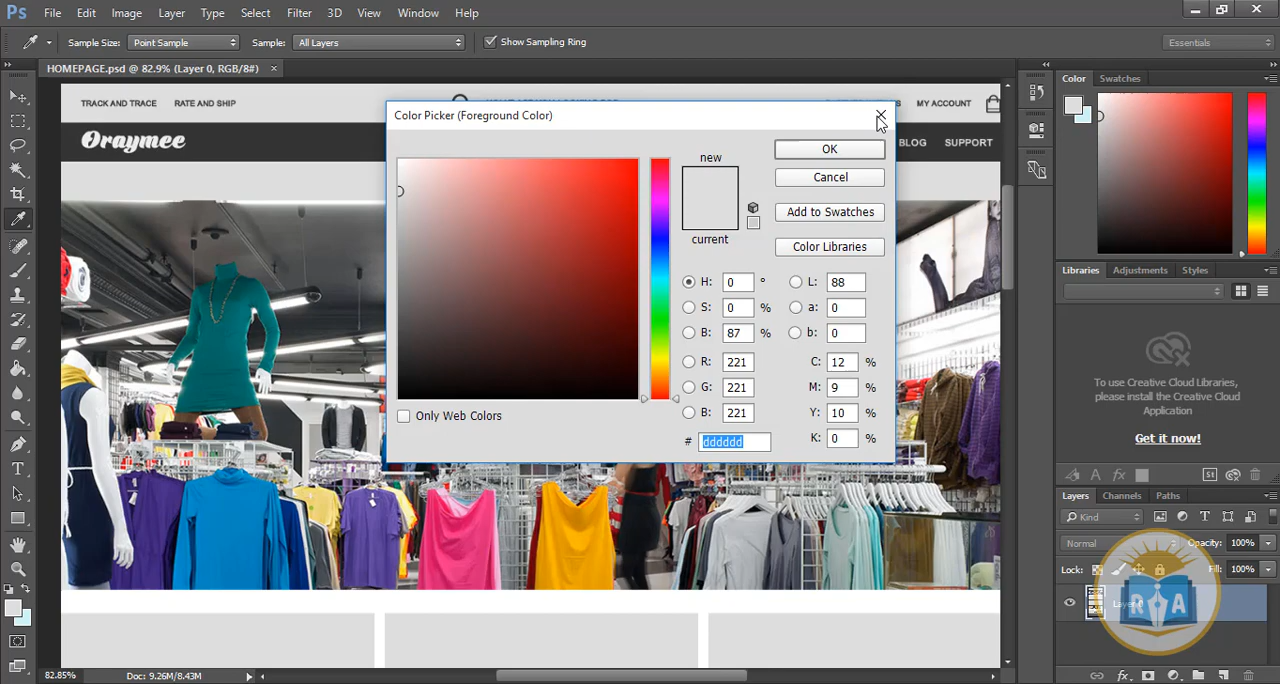 Ps File Edit Image Layer Type Select Filter 3D View Window Help
Sample Size: Point Sample Sample: All Layers Show Sampling Ring Essentials
HOMEPAGE.psd @ 82.9% (Layer 0, RGB/8#) ×
TRACK AND TRACE RATE AND SHIP MY ACCOUNT
Oraymee BLOG SUPPORT
Color Picker (Foreground Color)
new
current
OK
Cancel
Add to Swatches
Color Libraries
H: 0 ° L: 88
S: 0 % a: 0
B: 87 % b: 0
R: 221 C: 12 %
G: 221 M: 9 %
B: 221 Y: 10 %
# dddddd K: 0 %
Only Web Colors
Color Swatches
Libraries Adjustments Styles
To use Creative Cloud Libraries,
please install the Creative Cloud
Application
Get it now!
Layers Channels Paths
Kind
Normal Opacity: 100%
Lock: Fill: 100%
R A
82.85% Doc: 9.26M/8.43M